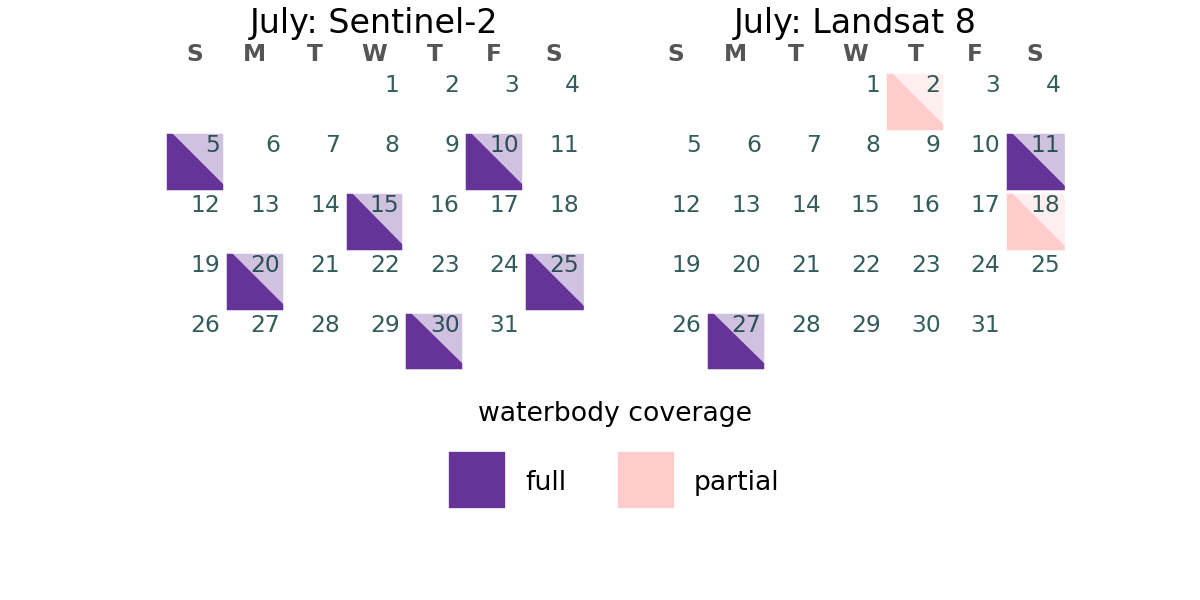 July: Sentinel-2
S M T W T F S
1 2 3 4
5 6 7 8 9 10 11
12 13 14 15 16 17 18
19 20 21 22 23 24 25
26 27 28 29 30 31
July: Landsat 8
S M T W T F S
1 2 3 4
5 6 7 8 9 10 11
12 13 14 15 16 17 18
19 20 21 22 23 24 25
26 27 28 29 30 31
waterbody coverage
full partial